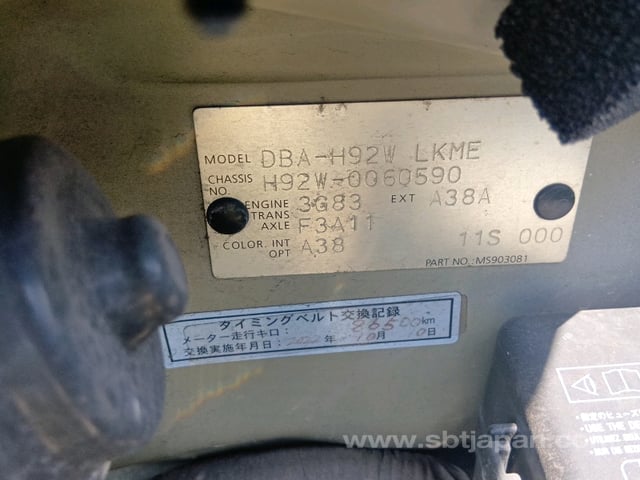 MODEL DBA-H92W LKME
CHASSIS NO. H92W-0060590
ENGINE 3G83 EXT A38A
TRANS AXLE F3A11
COLOR. INT OPT A38 11S 000
PART NO.; MS903081
タイミングベルト交換記録
メーター走行キロ: 86500km
交換実施年月日: 年10月10日
www.sbtjapan.com